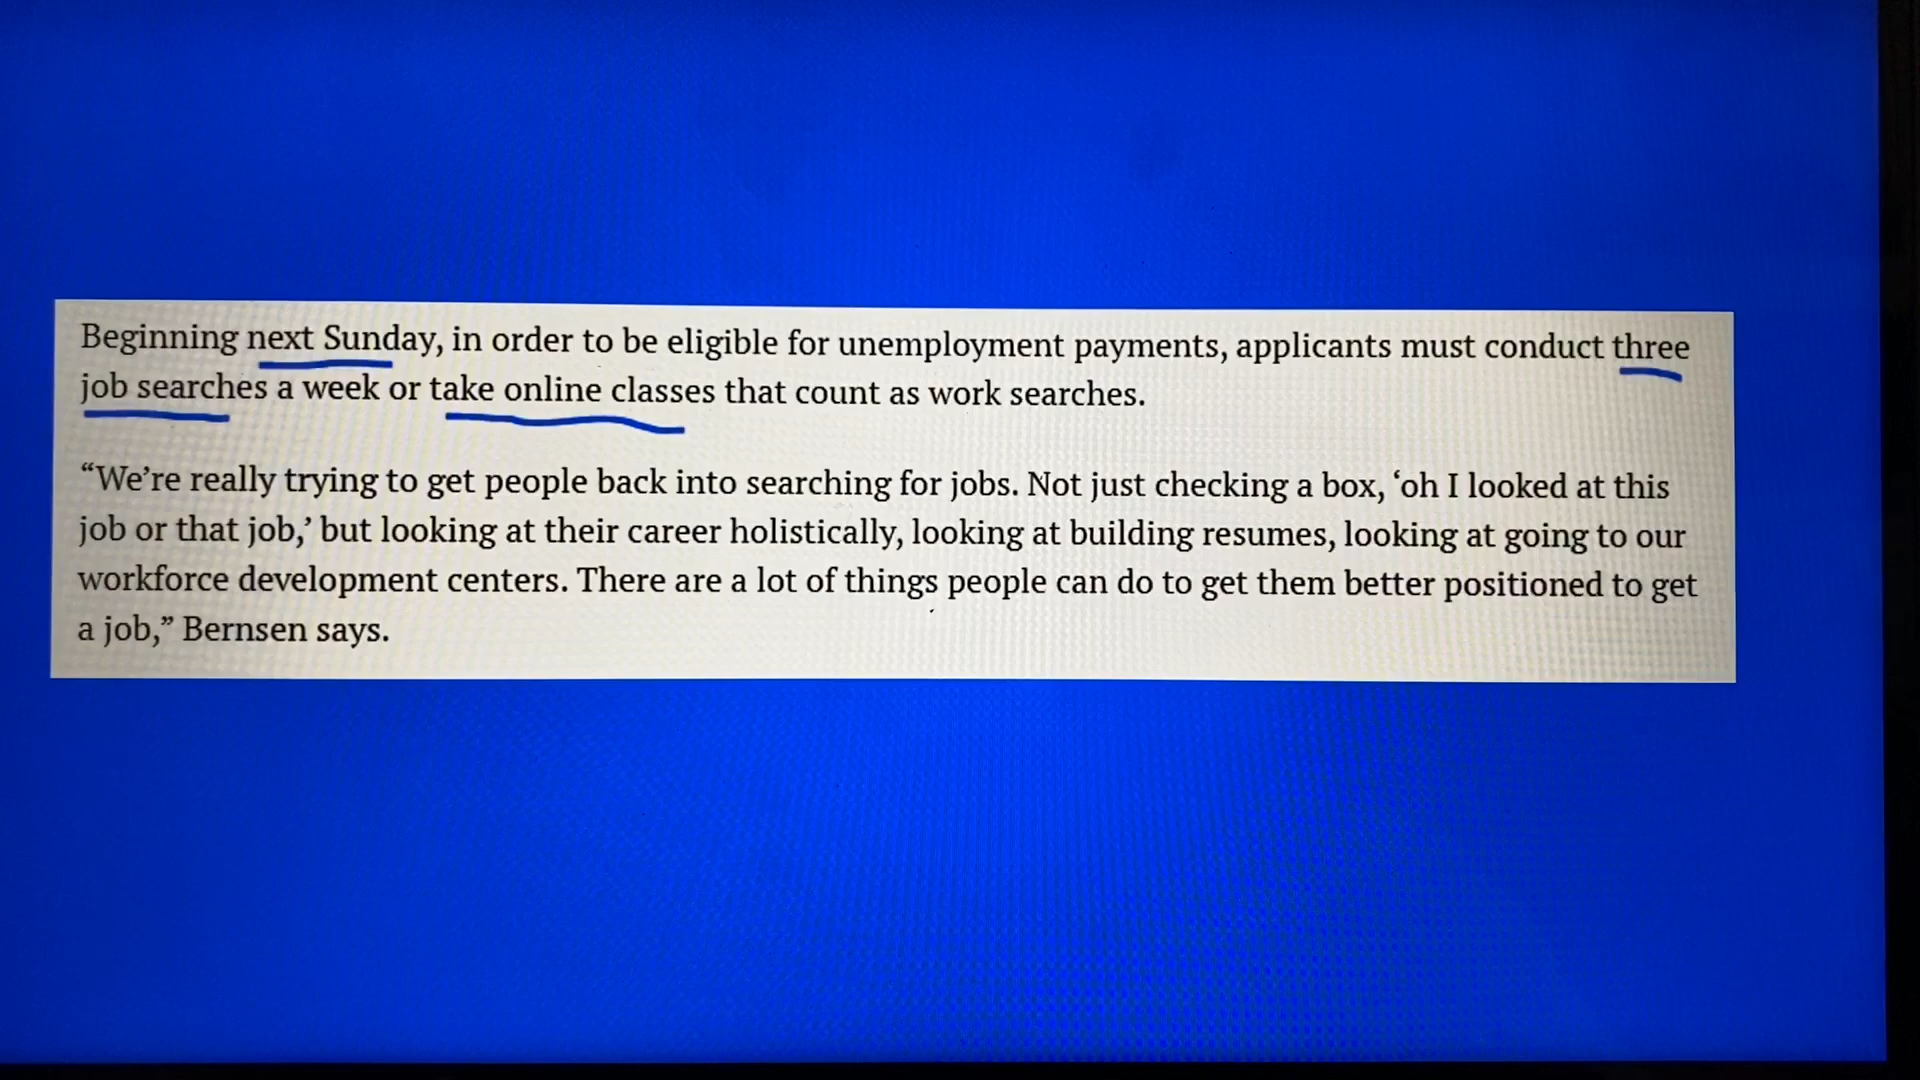 Beginning next Sunday, in order to be eligible for unemployment payments, applicants must conduct three
job searches a week or take online classes that count as work searches.
“We’re really trying to get people back into searching for jobs. Not just checking a box, ‘oh I looked at this
job or that job,’ but looking at their career holistically, looking at building resumes, looking at going to our
workforce development centers. There are a lot of things people can do to get them better positioned to get
a job,” Bernsen says.